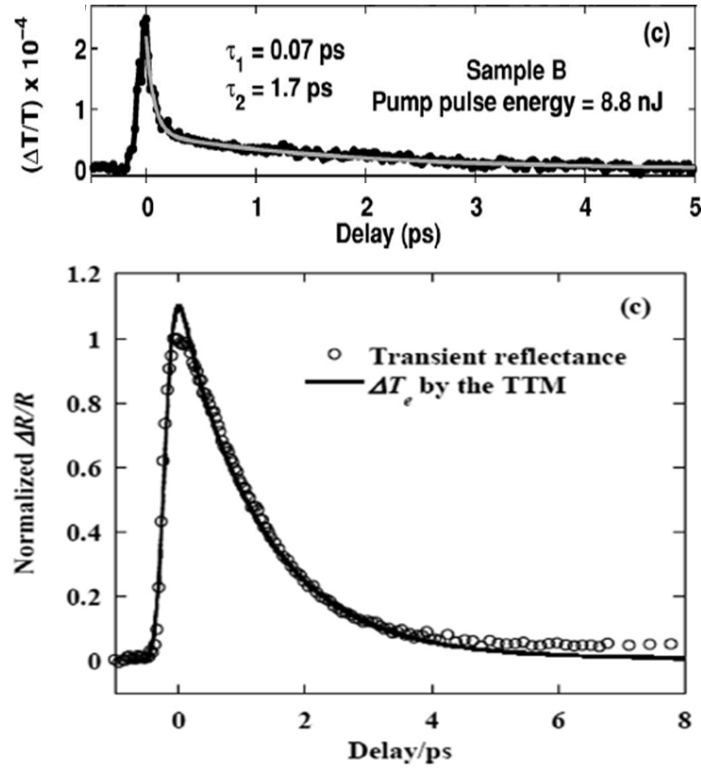 (c)
τ1 = 0.07 ps
τ2 = 1.7 ps
Sample B
Pump pulse energy = 8.8 nJ
(ΔT/T) x 10⁻⁴
2
1
0
0 1 2 3 4 5
Delay (ps)
(c)
Transient reflectance
ΔTe by the TTM
Normalized ΔR/R
1.2
1
0.8
0.6
0.4
0.2
0
0 2 4 6 8
Delay/ps